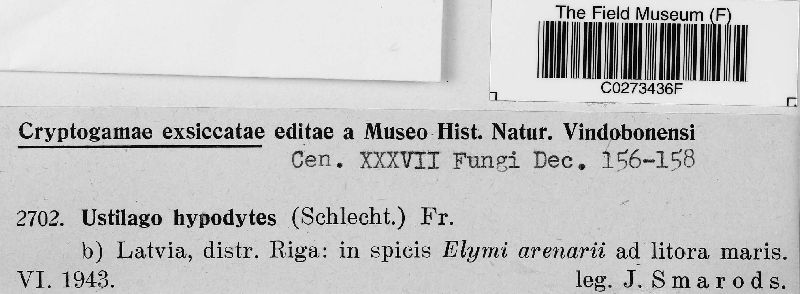 The Field Museum (F)
C0273436F
Cryptogamae exsiccatae editae a Museo Hist. Natur. Vindobonensi
Cen. XXXVII Fungi Dec. 156-158
2702. Ustilago hypodytes (Schlecht.) Fr.
b) Latvia, distr. Riga: in spicis Elymi arenarii ad litora maris.
VI. 1943. leg. J. Smarods.